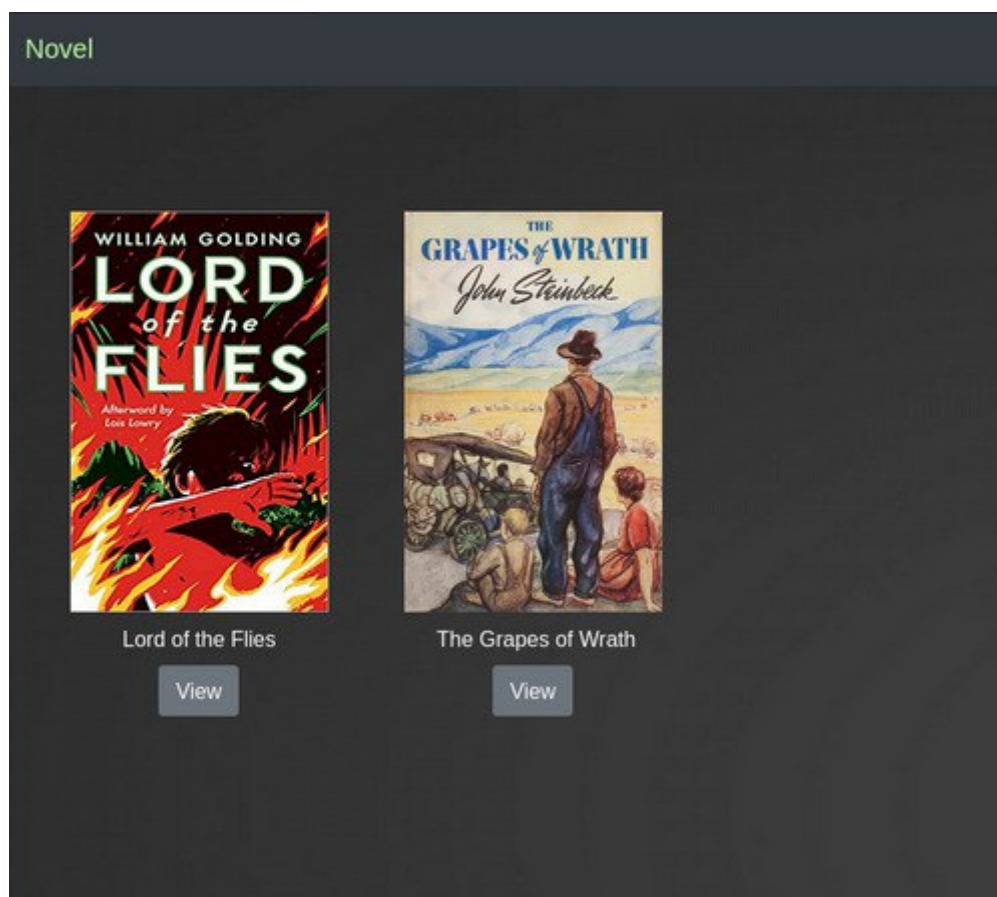 Novel
WILLIAM GOLDING
LORD
of the
FLIES
Afterword by
Lois Lowry
Lord of the Flies
View
THE
GRAPES of WRATH
John Steinbeck
The Grapes of Wrath
View